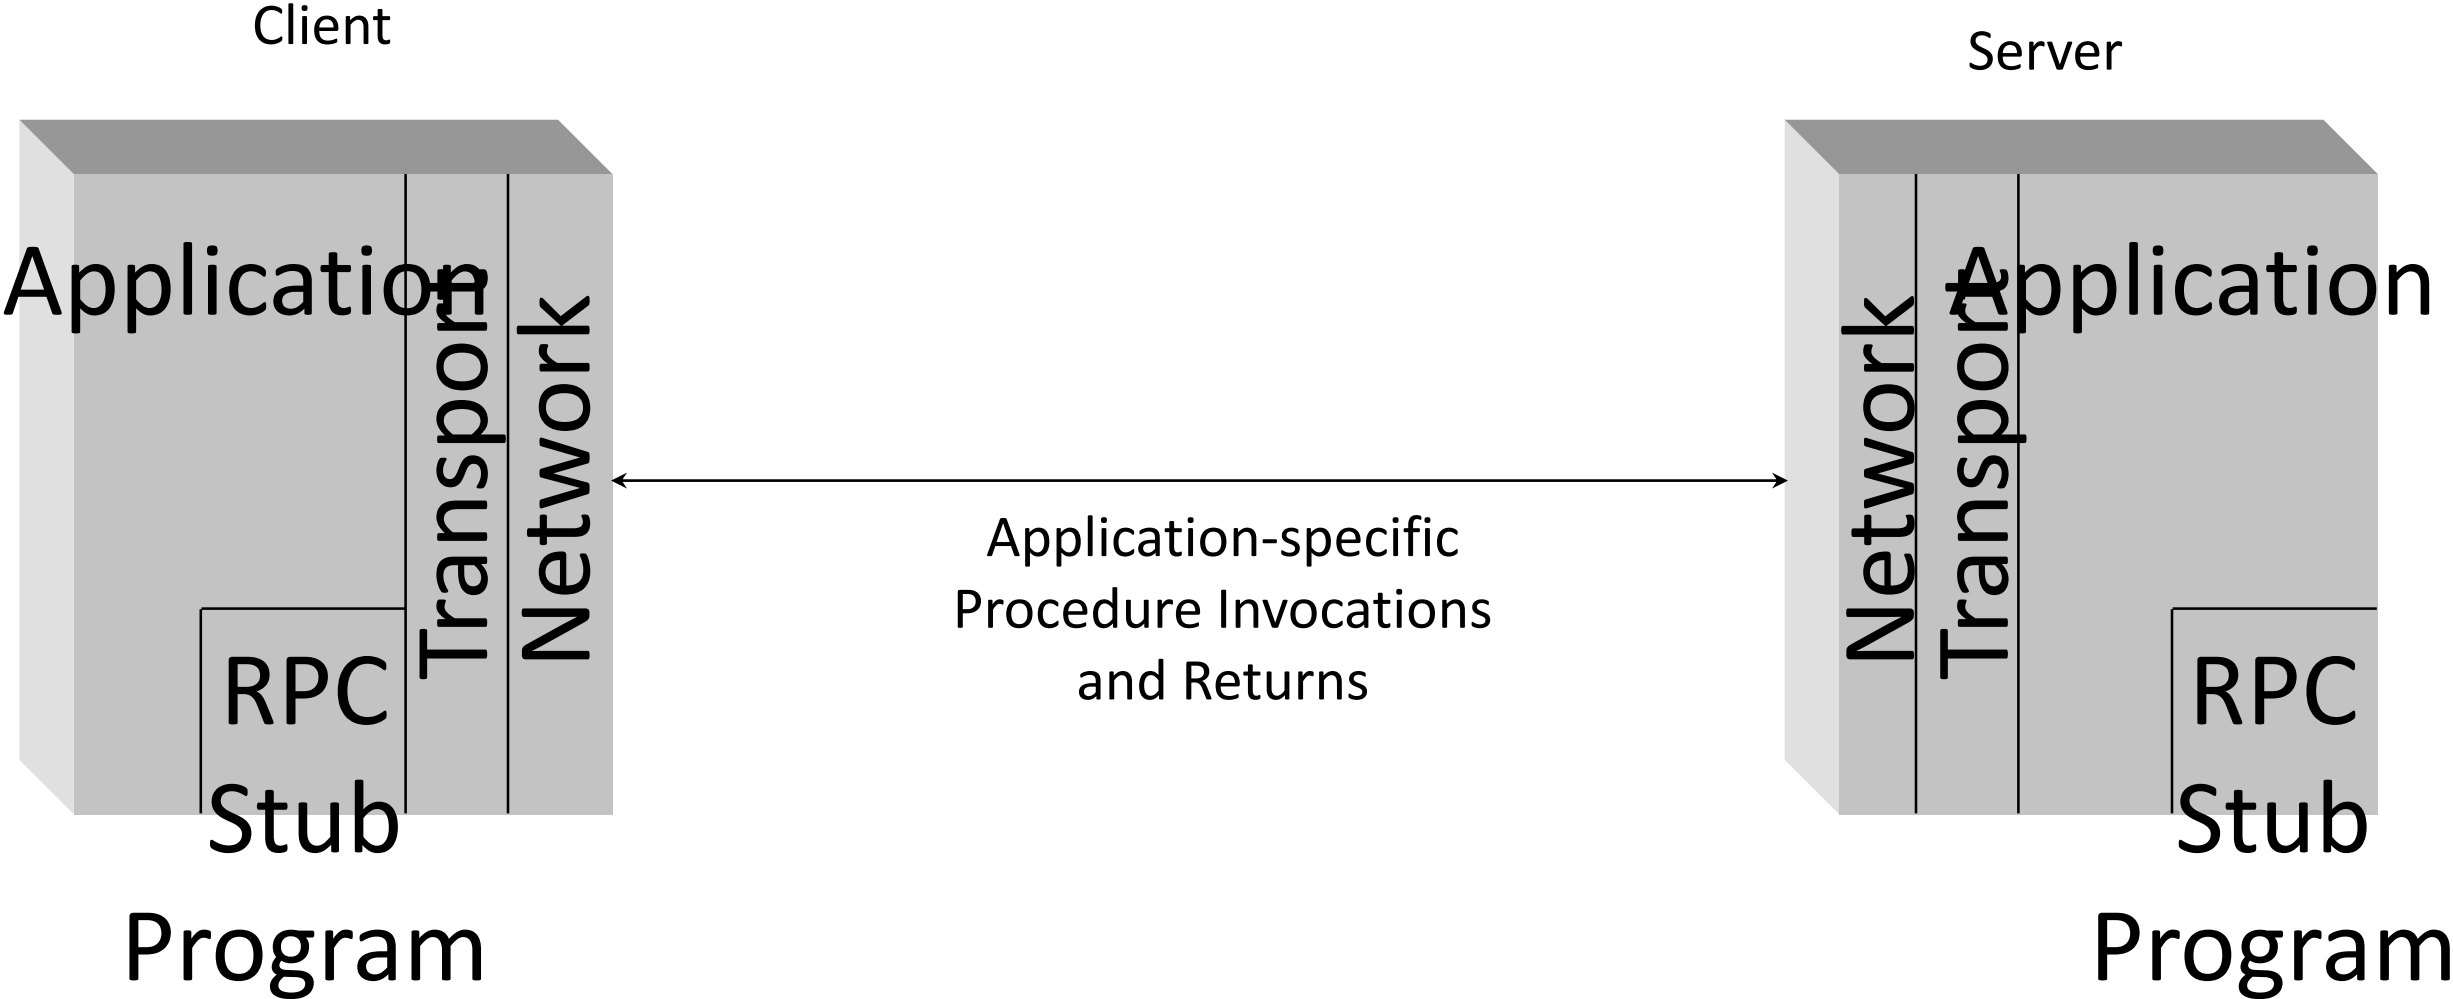 Client
Server
Application
Transport
Network
RPC
Stub
Program
Application-specific
Procedure Invocations
and Returns
Network
Transport
Application
RPC
Stub
Program